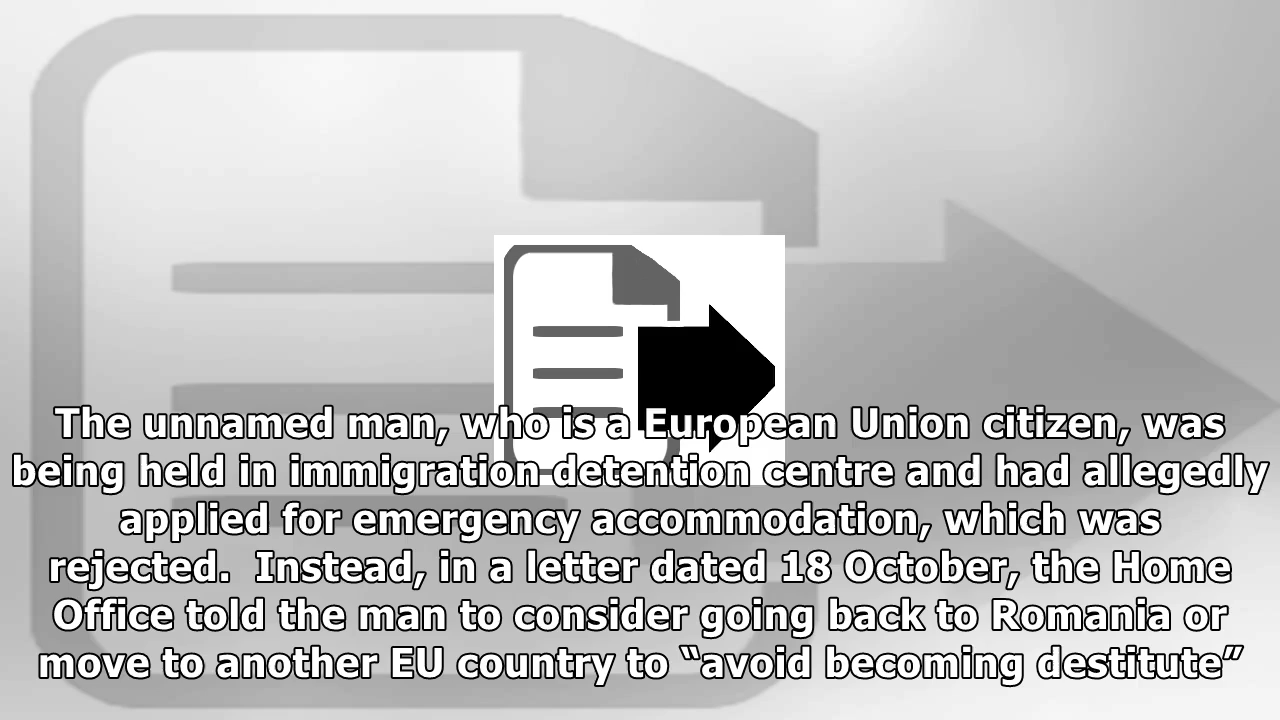 The unnamed man, who is a European Union citizen, was
being held in immigration detention centre and had allegedly
applied for emergency accommodation, which was
rejected.  Instead, in a letter dated 18 October, the Home
Office told the man to consider going back to Romania or
move to another EU country to “avoid becoming destitute”